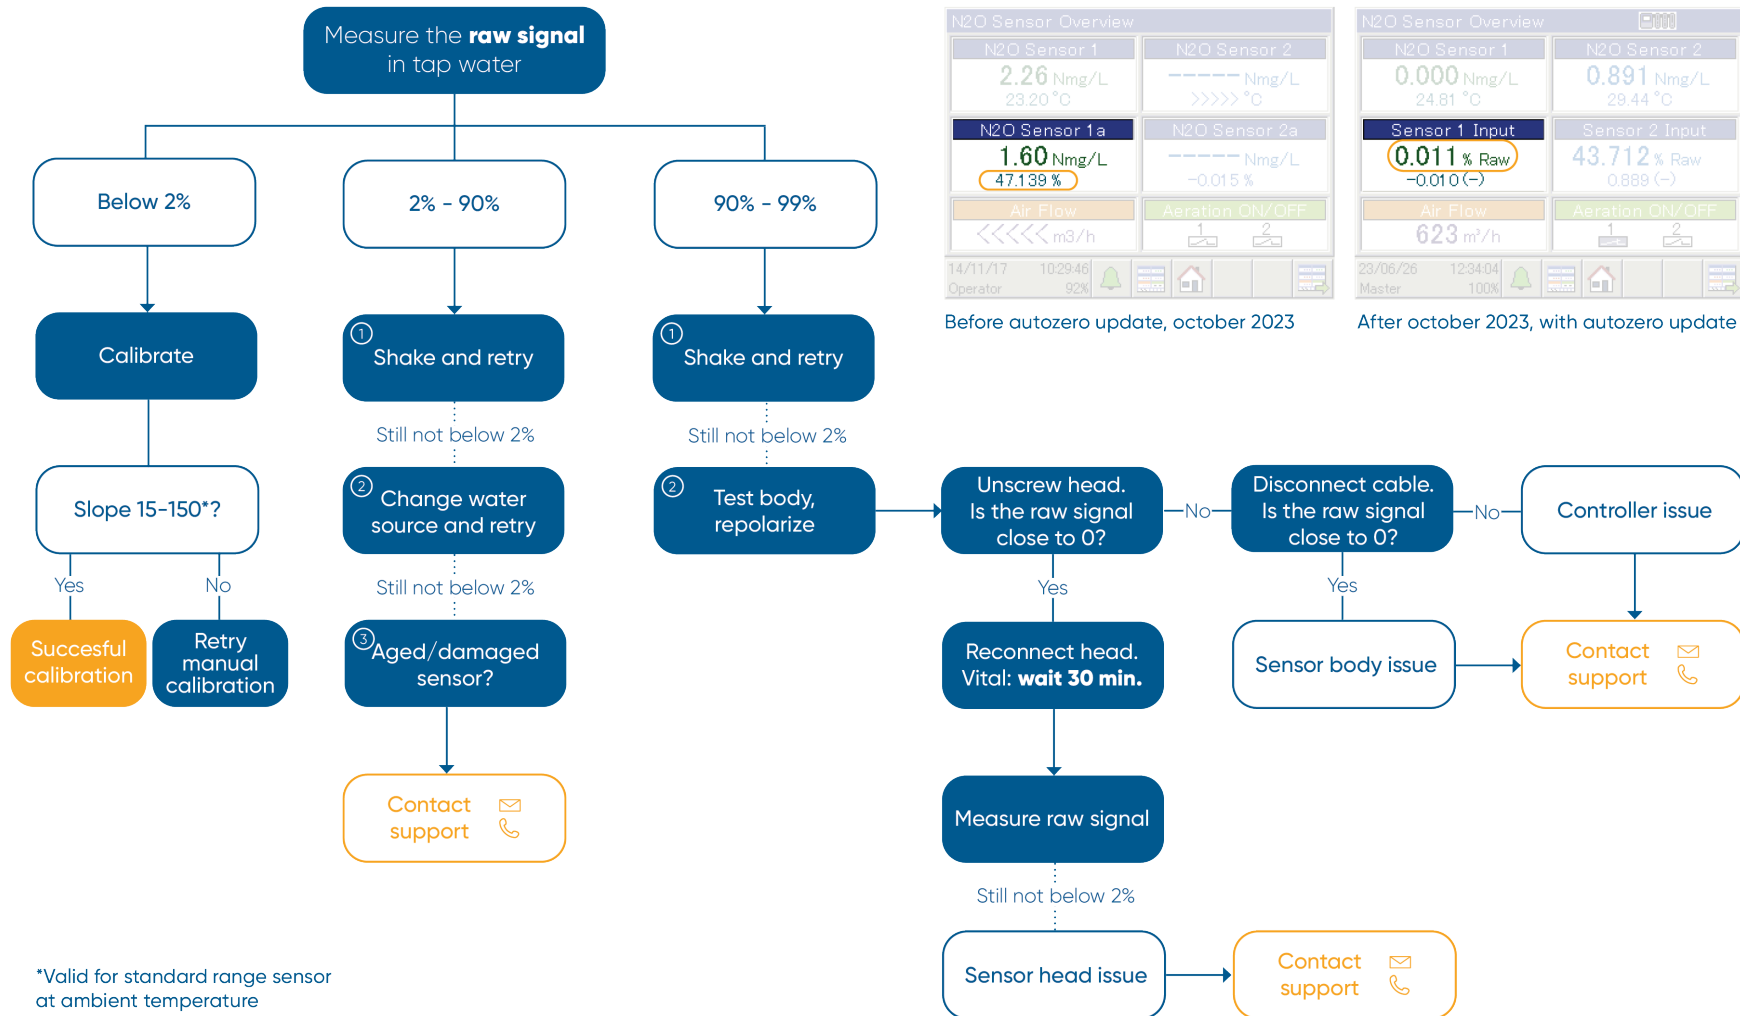 Measure the raw signal
in tap water
Below 2%
2% - 90%
90% - 99%
Calibrate
1
Shake and retry
1
Shake and retry
Still not below 2%
Still not below 2%
Slope 15-150*?
2
Change water
source and retry
2
Test body,
repolarize
Unscrew head.
Is the raw signal
close to 0?
No
Disconnect cable.
Is the raw signal
close to 0?
No
Controller issue
Yes
No
Still not below 2%
Yes
Yes
Succesful
calibration
Retry
manual
calibration
3
Aged/damaged
sensor?
Reconnect head.
Vital: wait 30 min.
Sensor body issue
Contact
support
Contact
support
Measure raw signal
Still not below 2%
Sensor head issue
Contact
support
*Valid for standard range sensor
at ambient temperature
N2O Sensor Overview
N2O Sensor 1
N2O Sensor 2
2.26 Nmg/L
----- Nmg/L
23.20 °C
>>>>> °C
N2O Sensor 1a
N2O Sensor 2a
1.60 Nmg/L
----- Nmg/L
47.139 %
-0.015 %
Air Flow
Aeration ON/OFF
<<<<< m3/h
1
2
14/11/17
10:29:46
Operator
92%
Before autozero update, october 2023
N2O Sensor Overview
N2O Sensor 1
N2O Sensor 2
0.000 Nmg/L
0.891 Nmg/L
24.81 °C
29.44 °C
Sensor 1 Input
Sensor 2 Input
0.011 % Raw
43.712 % Raw
-0.010 (-)
0.889 (-)
Air Flow
Aeration ON/OFF
623 m³/h
1
2
23/06/26
12:34:04
Master
100%
After october 2023, with autozero update